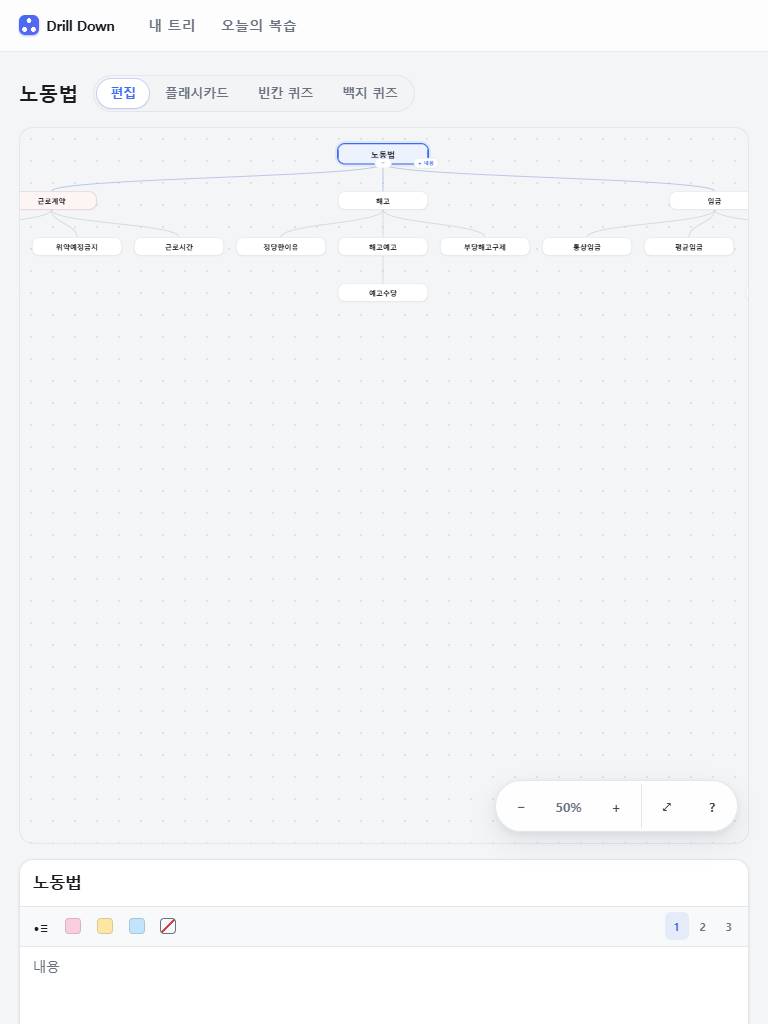 Drill Down 내 트리 오늘의 복습
노동법 편집 플래시카드 빈칸 퀴즈 백지 퀴즈
노동법
− + 내용
근로계약 해고 임금
위약예정금지 근로시간 정당한이유 해고예고 부당해고구제 통상임금 평균임금
예고수당
− 50% + ?
노동법
1 2 3
내용